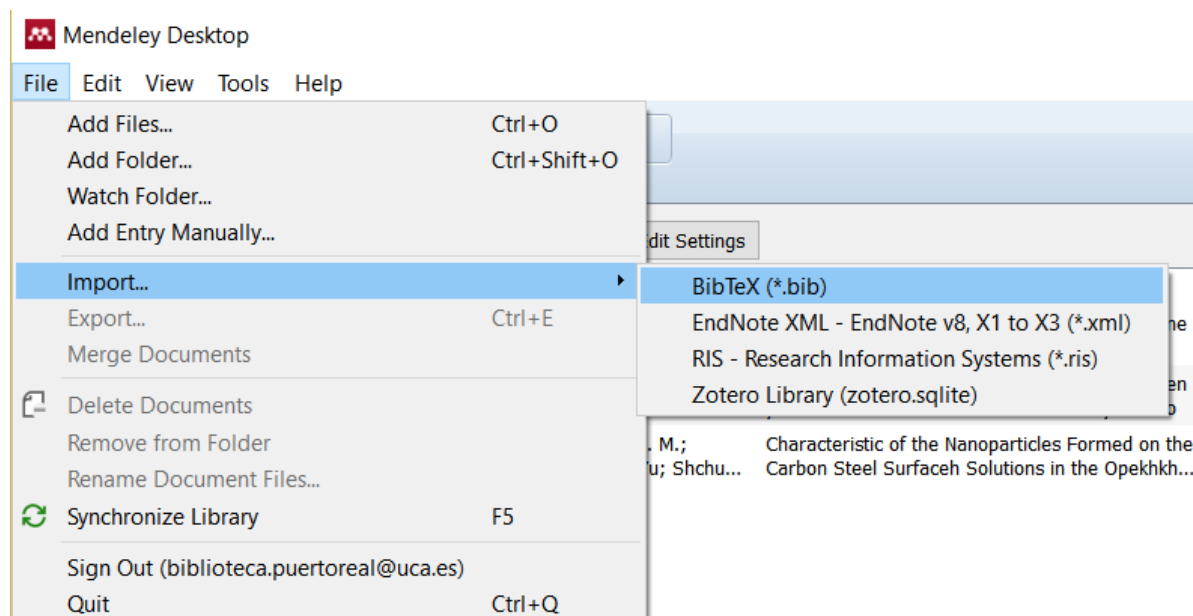 Mendeley Desktop
File Edit View Tools Help
Add Files... Ctrl+O
Add Folder... Ctrl+Shift+O
Watch Folder...
Add Entry Manually...
dit Settings
Import...
BibTeX (*.bib)
Export... Ctrl+E
EndNote XML - EndNote v8, X1 to X3 (*.xml)
ne
Merge Documents
RIS - Research Information Systems (*.ris)
Delete Documents
Zotero Library (zotero.sqlite)
en
Remove from Folder
. M.; Characteristic of the Nanoparticles Formed on the
Rename Document Files...
'u; Shchu... Carbon Steel Surfaceh Solutions in the Opekhkh...
Synchronize Library F5
Sign Out (biblioteca.puertoreal@uca.es)
Quit Ctrl+Q